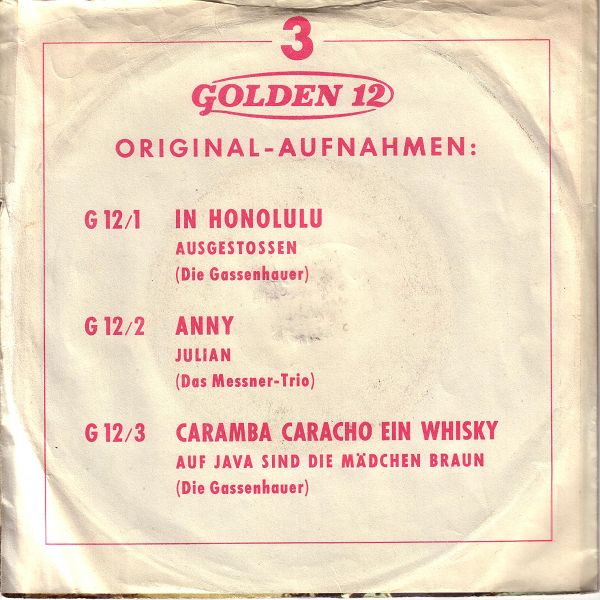 3
GOLDEN 12
ORIGINAL-AUFNAHMEN:
G 12/1 IN HONOLULU
AUSGESTOSSEN
(Die Gassenhauer)
G 12/2 ANNY
JULIAN
(Das Messner-Trio)
G 12/3 CARAMBA CARACHO EIN WHISKY
AUF JAVA SIND DIE MÄDCHEN BRAUN
(Die Gassenhauer)